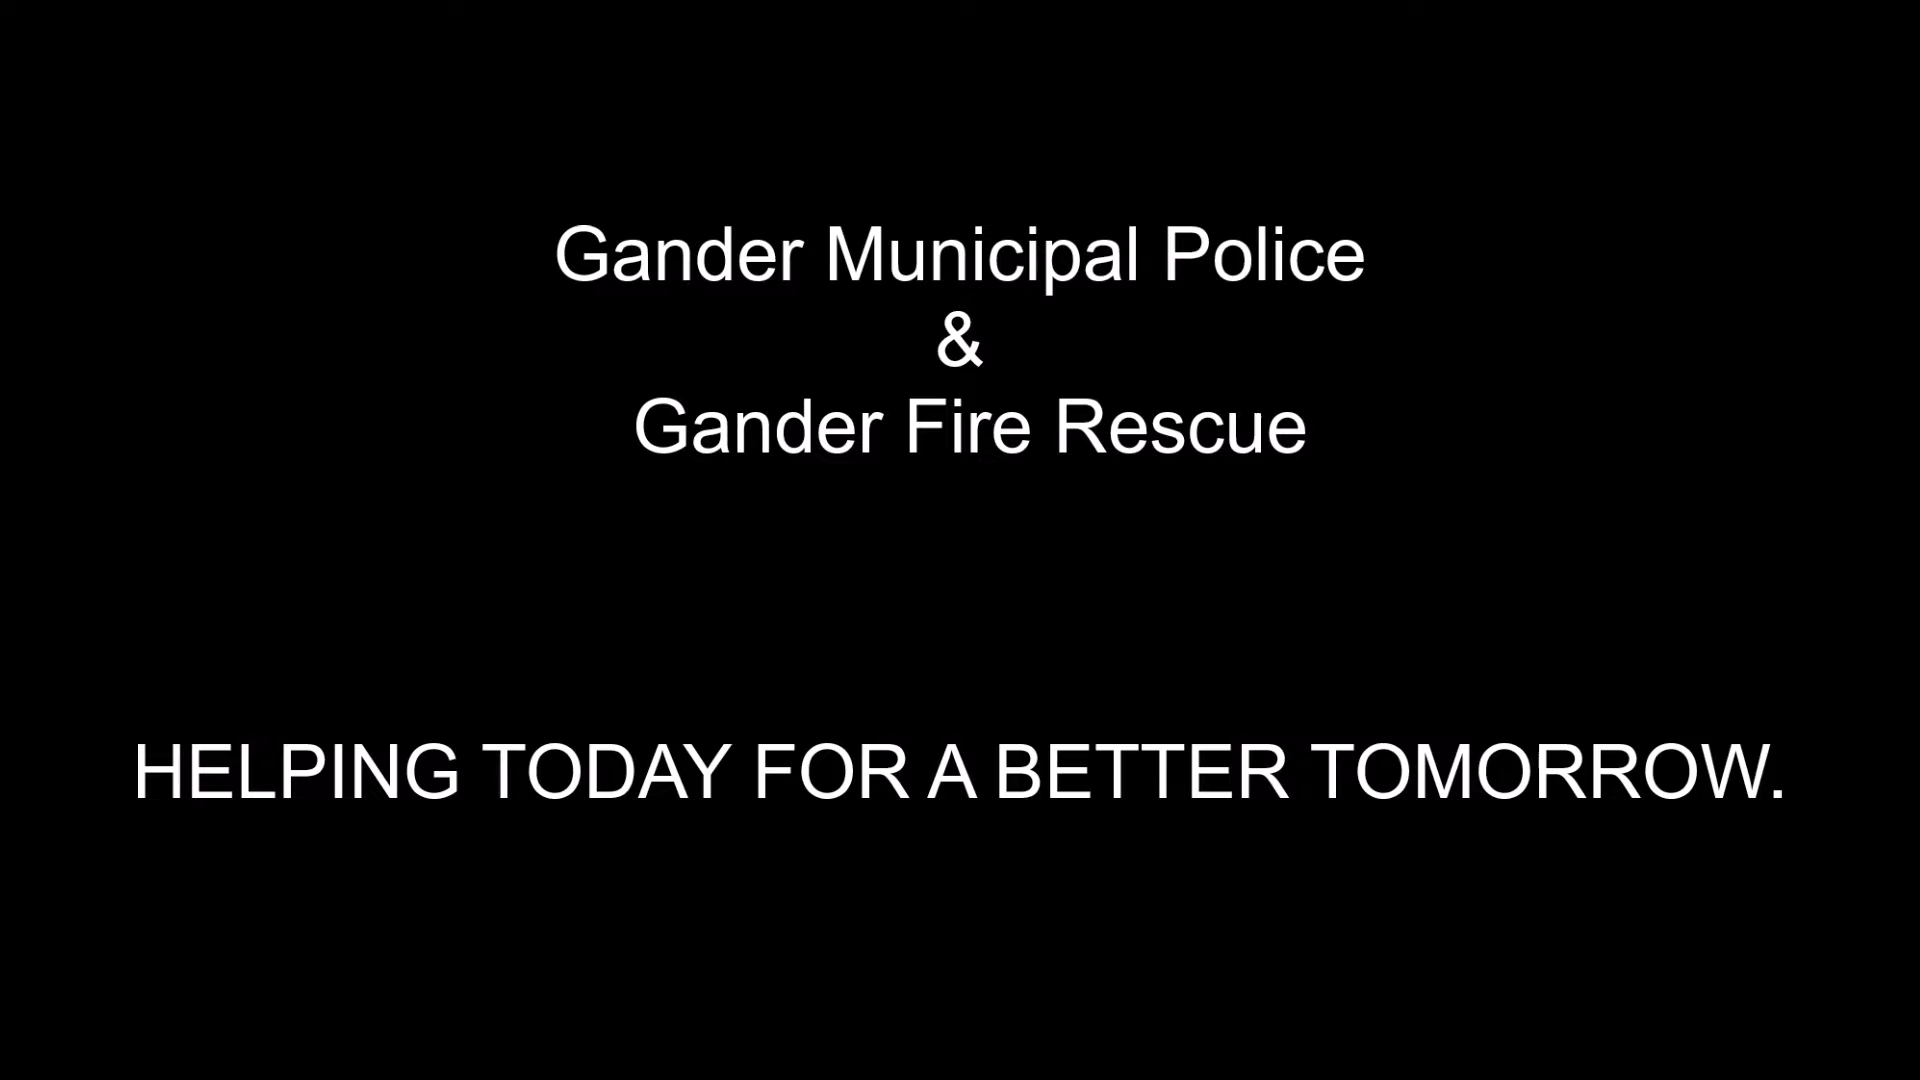 Gander Municipal Police
&
Gander Fire Rescue
HELPING TODAY FOR A BETTER TOMORROW.